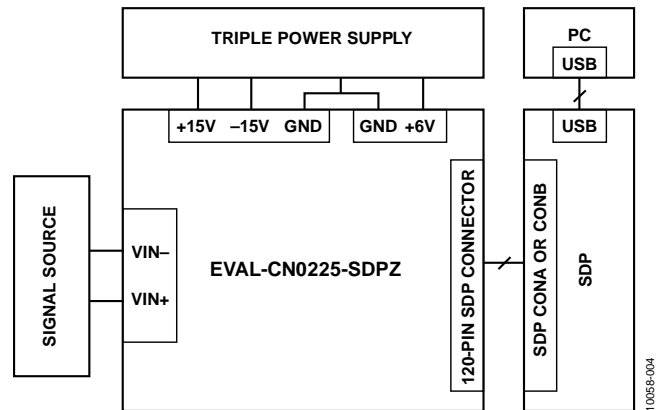 TRIPLE POWER SUPPLY
PC
USB
+15V –15V GND
GND +6V
USB
SIGNAL SOURCE
VIN–
VIN+
EVAL-CN0225-SDPZ
120-PIN SDP CONNECTOR
SDP CONA OR CONB
SDP
10058-004